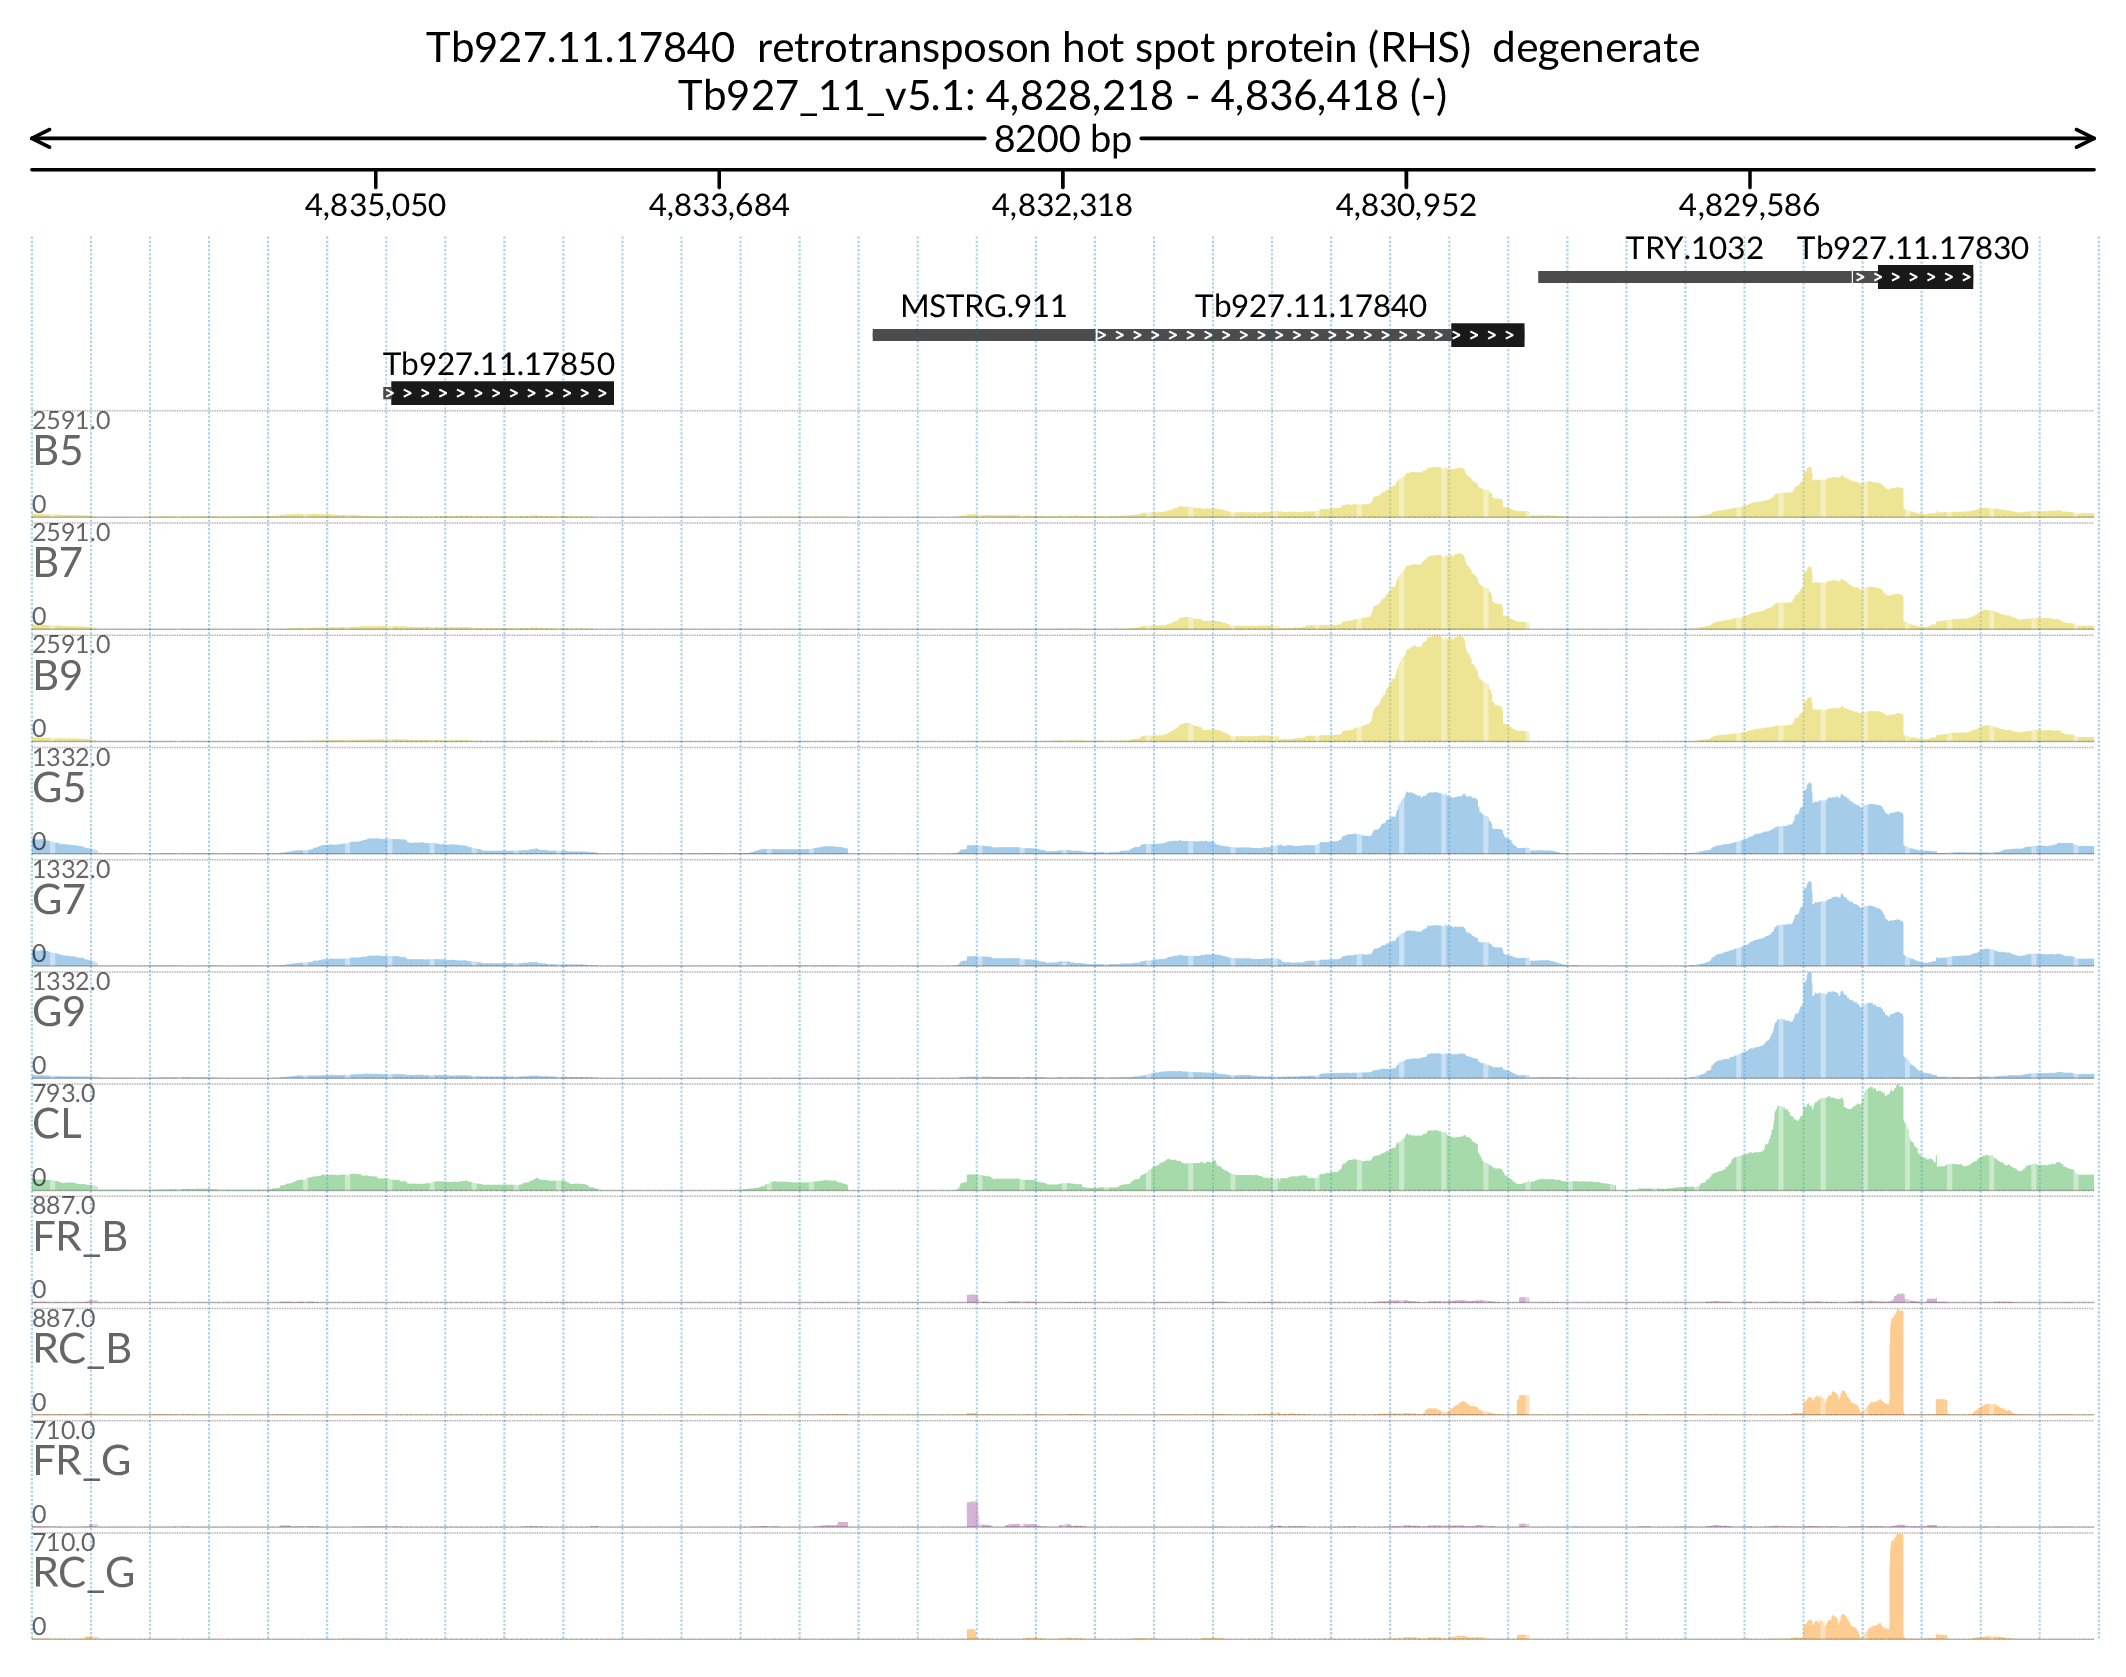 Tb927.11.17840 retrotransposon hot spot protein (RHS) degenerate
Tb927_11_v5.1: 4,828,218 - 4,836,418 (-)
8200 bp
4,835,050 4,833,684 4,832,318 4,830,952 4,829,586
TRY.1032 Tb927.11.17830
MSTRG.911 Tb927.11.17840
Tb927.11.17850
2591.0
B5
0
2591.0
B7
0
2591.0
B9
0
1332.0
G5
0
1332.0
G7
0
1332.0
G9
0
793.0
CL
0
887.0
FR_B
0
887.0
RC_B
0
710.0
FR_G
0
710.0
RC_G
0